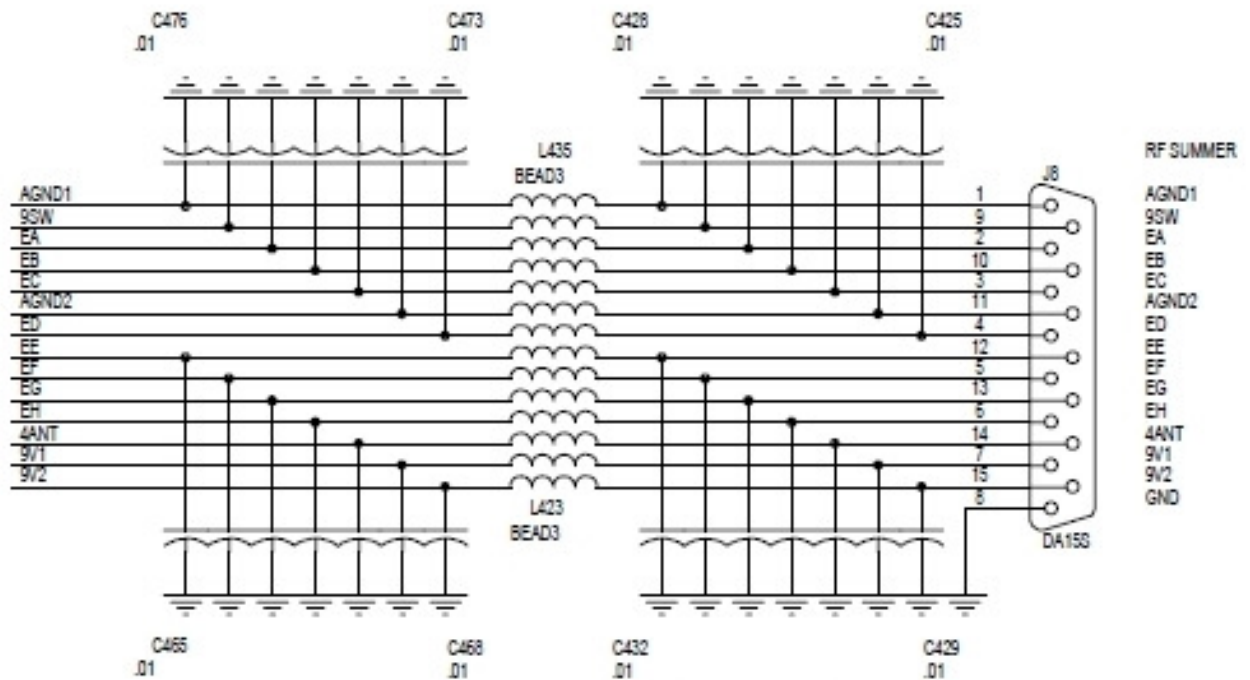 C476
.01
C473
.01
C428
.01
C425
.01
L435
BEAD3
RF SUMMER
J8
AGND1
9SW
EA
EB
EC
AGND2
ED
EE
EF
EG
EH
4ANT
9V1
9V2
1
9
2
10
3
11
4
12
5
13
6
14
7
15
8
AGND1
9SW
EA
EB
EC
AGND2
ED
EE
EF
EG
EH
4ANT
9V1
9V2
GND
L423
BEAD3
DA15S
C465
.01
C468
.01
C432
.01
C429
.01